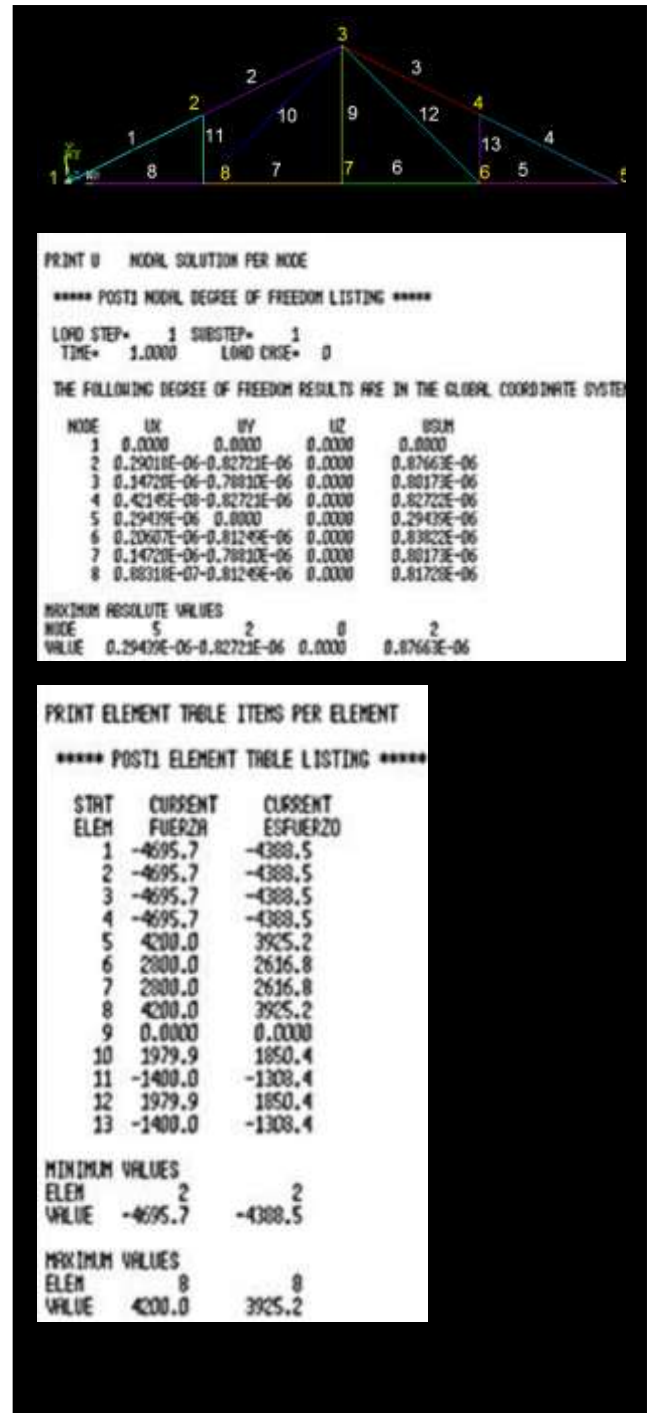 3
2
3
2
10
9
12
4
1
11
13
4
1
8
8
7
7
6
6
5
5
PRINT U NODAL SOLUTION PER NODE
***** POST1 NODAL DEGREE OF FREEDOM LISTING *****
LOAD STEP= 1 SUBSTEP= 1
TIME= 1.0000 LOAD CASE= 0
THE FOLLOWING DEGREE OF FREEDOM RESULTS ARE IN THE GLOBAL COORDINATE SYSTEM
NODE UX UY UZ USUM
1 0.0000 0.0000 0.0000 0.0000
2 0.29018E-06-0.82721E-06 0.0000 0.87663E-06
3 0.14720E-06-0.78810E-06 0.0000 0.80173E-06
4 0.42145E-08-0.82721E-06 0.0000 0.82722E-06
5 0.29439E-06 0.0000 0.0000 0.29439E-06
6 0.20607E-06-0.81249E-06 0.0000 0.83822E-06
7 0.14720E-06-0.78810E-06 0.0000 0.80173E-06
8 0.88318E-07-0.81249E-06 0.0000 0.81728E-06
MAXIMUM ABSOLUTE VALUES
NODE 5 2 0 2
VALUE 0.29439E-06-0.82721E-06 0.0000 0.87663E-06
PRINT ELEMENT TABLE ITEMS PER ELEMENT
***** POST1 ELEMENT TABLE LISTING *****
STAT CURRENT CURRENT
ELEM FUERZA ESFUERZO
1 -4695.7 -4388.5
2 -4695.7 -4388.5
3 -4695.7 -4388.5
4 -4695.7 -4388.5
5 4200.0 3925.2
6 2800.0 2616.8
7 2800.0 2616.8
8 4200.0 3925.2
9 0.0000 0.0000
10 1979.9 1850.4
11 -1400.0 -1308.4
12 1979.9 1850.4
13 -1400.0 -1308.4
MINIMUM VALUES
ELEM 2 2
VALUE -4695.7 -4388.5
MAXIMUM VALUES
ELEM 8 8
VALUE 4200.0 3925.2